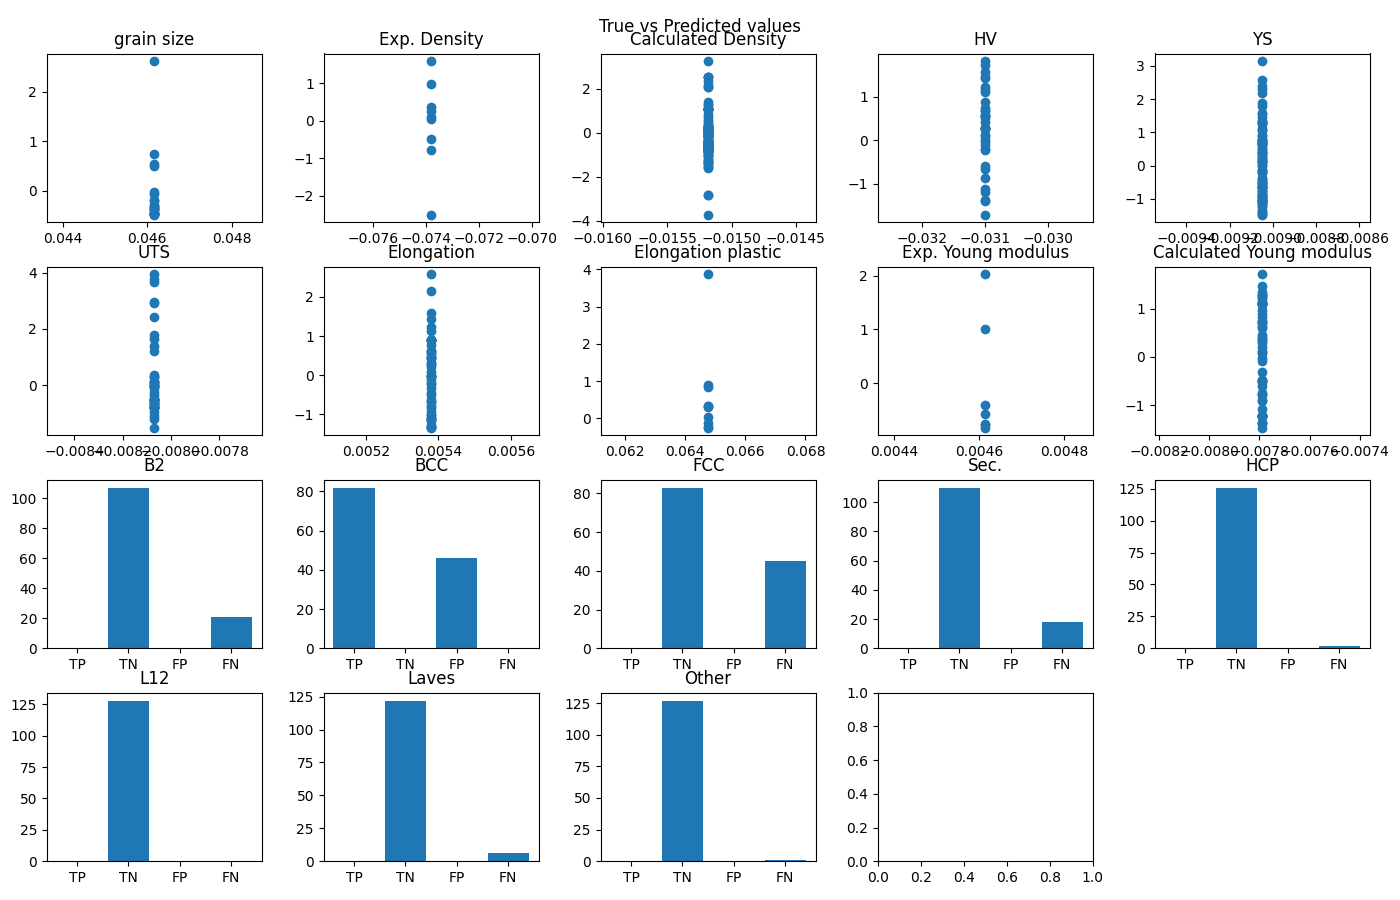 True vs Predicted values
grain size Exp. Density Calculated Density HV YS
2 1 0 −1 −2 2 0 −2 −4 1 0 −1 3 2 1 0 −1
1 0
0.044 0.046 0.048 −0.076 −0.074 −0.072 −0.070 −0.0160 −0.0155 −0.0150 −0.0145 −0.032 −0.031 −0.030 −0.0094 −0.0092 −0.0090 −0.0088 −0.0086
UTS Elongation Elongation plastic Exp. Young modulus Calculated Young modulus
4 2 0 2 1 0 −1 4 3 2 1 0 2 1 0 1 0 −1
−0.0084 −0.0082 −0.0080 −0.0078 0.0052 0.0054 0.0056 0.062 0.064 0.066 0.068 0.0044 0.0046 0.0048 −0.0082 −0.0080 −0.0078 −0.0076 −0.0074
B2 BCC FCC Sec. HCP
100 80 60 40 20 0 80 60 40 20 0 80 60 40 20 0 100 80 60 40 20 0 125 100 75 50 25 0
TP TN FP FN TP TN FP FN TP TN FP FN TP TN FP FN TP TN FP FN
L12 Laves Other
125 100 75 50 25 0 125 100 75 50 25 0 125 100 75 50 25 0 1.0 0.8 0.6 0.4 0.2 0.0
TP TN FP FN TP TN FP FN TP TN FP FN 0.0 0.2 0.4 0.6 0.8 1.0